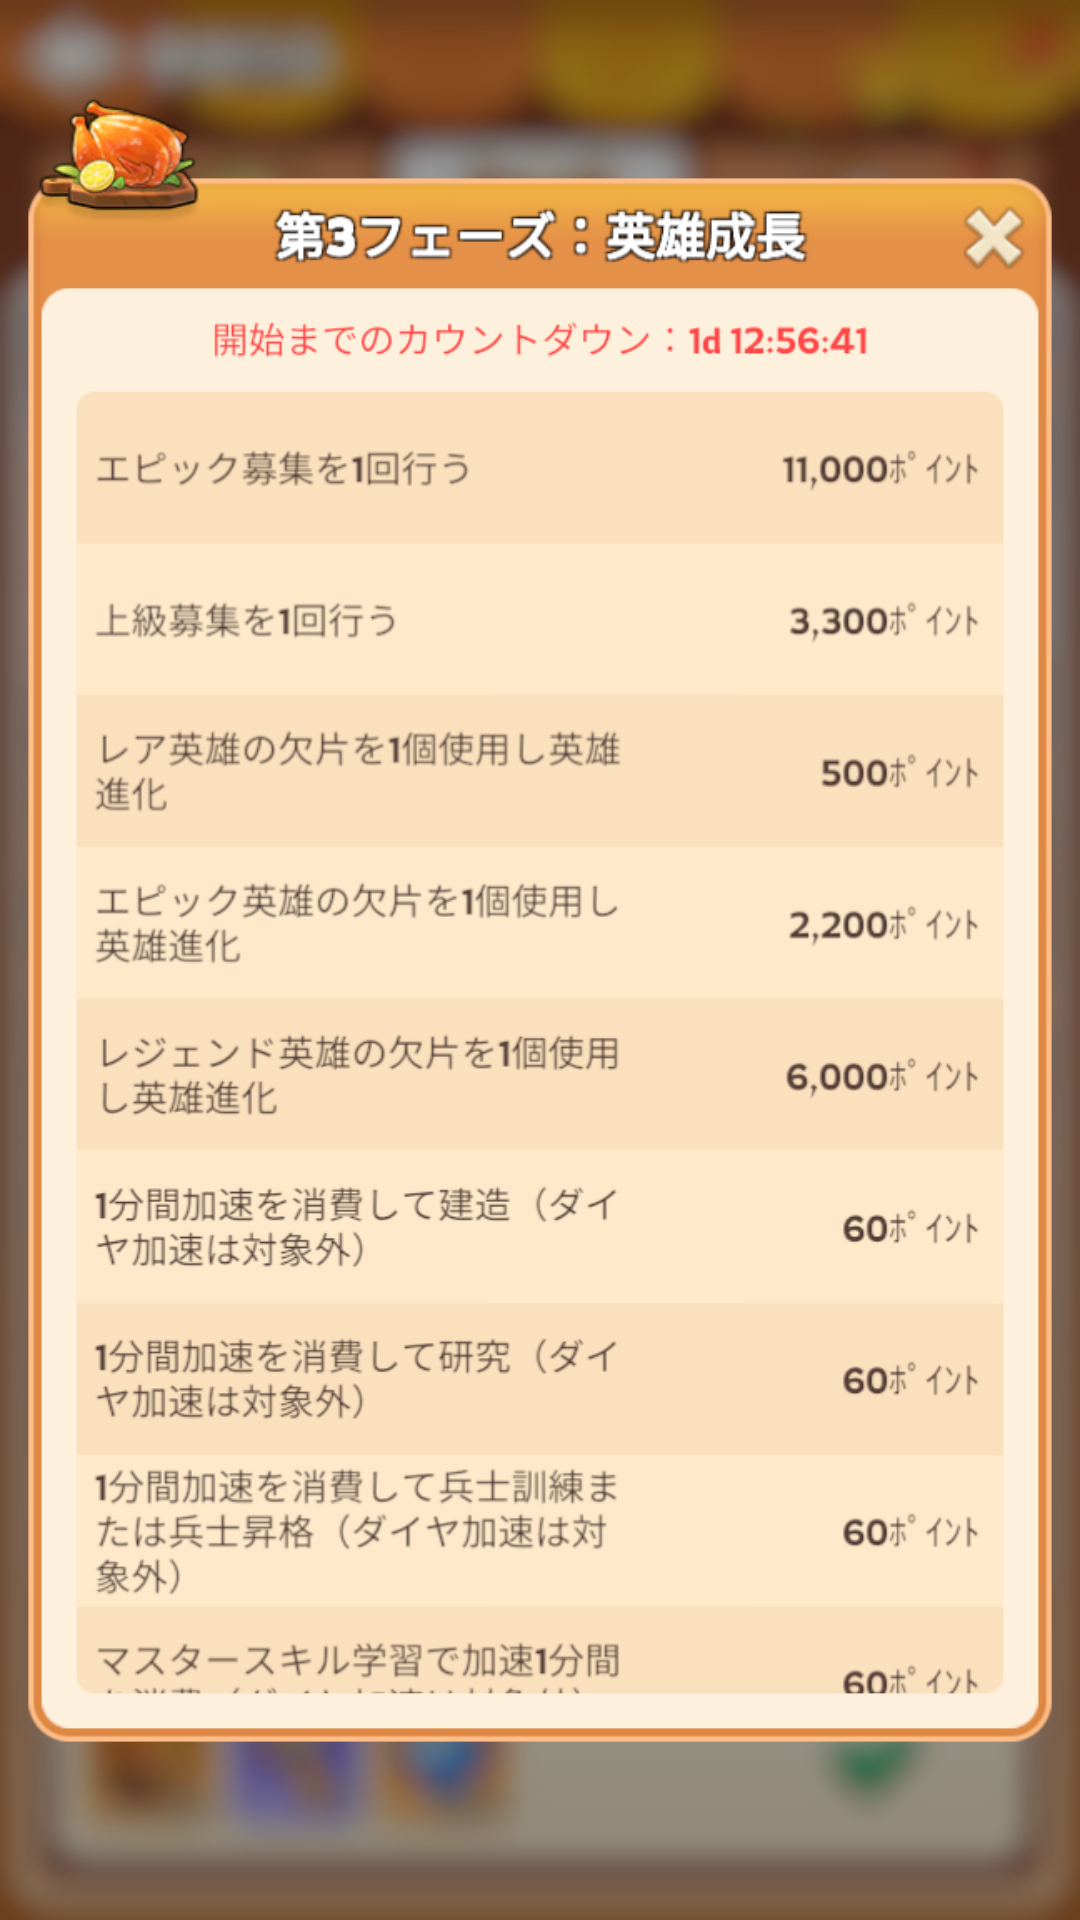 第3フェーズ：英雄成長
開始までのカウントダウン：1d 12:56:41
エピック募集を1回行う
11,000ﾎﾟｲﾝﾄ
上級募集を1回行う
3,300ﾎﾟｲﾝﾄ
レア英雄の欠片を1個使用し英雄
進化
500ﾎﾟｲﾝﾄ
エピック英雄の欠片を1個使用し
英雄進化
2,200ﾎﾟｲﾝﾄ
レジェンド英雄の欠片を1個使用
し英雄進化
6,000ﾎﾟｲﾝﾄ
1分間加速を消費して建造（ダイ
ヤ加速は対象外）
60ﾎﾟｲﾝﾄ
1分間加速を消費して研究（ダイ
ヤ加速は対象外）
60ﾎﾟｲﾝﾄ
1分間加速を消費して兵士訓練ま
たは兵士昇格（ダイヤ加速は対
象外）
60ﾎﾟｲﾝﾄ
マスタースキル学習で加速1分間
60ﾎﾟｲﾝﾄ